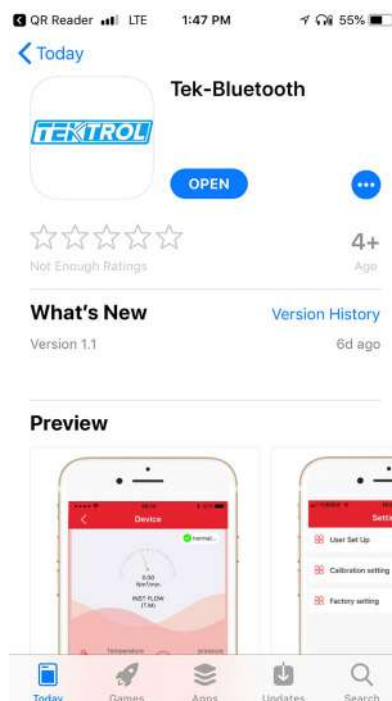 QR Reader LTE 1:47 PM 55%
Today
Tek-Bluetooth
TEKTROL
OPEN
Not Enough Ratings
4+
Age
What's New
Version History
Version 1.1
6d ago
Preview
Device
normal...
0.00
INST FLOW
(T.M)
Temperature
pressure
User Set Up
Calibration setting
Factory setting
Today Games Apps Updates Search